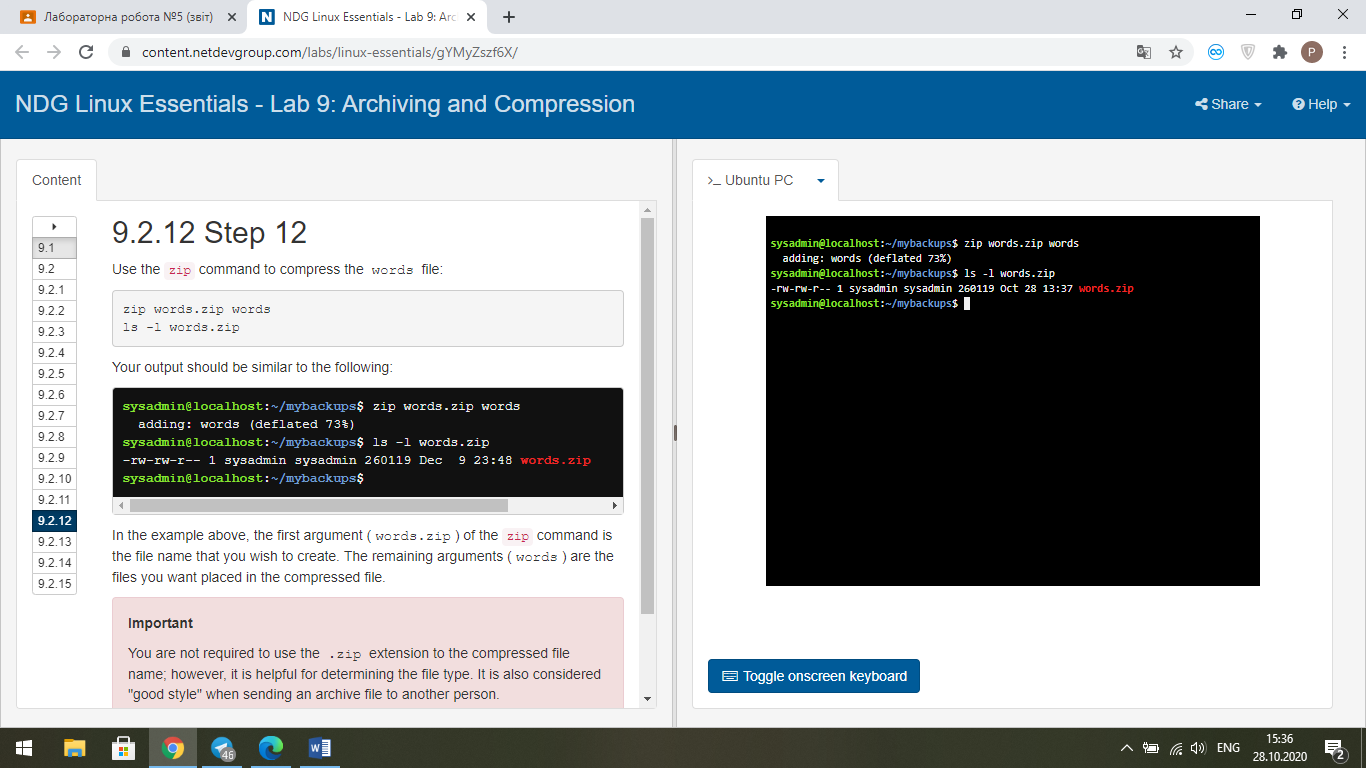 Лабораторна робота №5 (звіт)
NDG Linux Essentials - Lab 9: Arc
content.netdevgroup.com/labs/linux-essentials/gYMyZszf6X/
P
NDG Linux Essentials - Lab 9: Archiving and Compression
Share
Help
Content
9.1
9.2
9.2.1
9.2.2
9.2.3
9.2.4
9.2.5
9.2.6
9.2.7
9.2.8
9.2.9
9.2.10
9.2.11
9.2.12
9.2.13
9.2.14
9.2.15
9.2.12 Step 12
Use the zip command to compress the words file:
zip words.zip words
ls -l words.zip
Your output should be similar to the following:
sysadmin@localhost:~/mybackups$ zip words.zip words
adding: words (deflated 73%)
sysadmin@localhost:~/mybackups$ ls -l words.zip
-rw-rw-r-- 1 sysadmin sysadmin 260119 Dec  9 23:48 words.zip
sysadmin@localhost:~/mybackups$
In the example above, the first argument ( words.zip ) of the zip command is
the file name that you wish to create. The remaining arguments ( words ) are the
files you want placed in the compressed file.
Important
You are not required to use the .zip extension to the compressed file
name; however, it is helpful for determining the file type. It is also considered
"good style" when sending an archive file to another person.
>_ Ubuntu PC
sysadmin@localhost:~/mybackups$ zip words.zip words
adding: words (deflated 73%)
sysadmin@localhost:~/mybackups$ ls -l words.zip
-rw-rw-r-- 1 sysadmin sysadmin 260119 Oct 28 13:37 words.zip
sysadmin@localhost:~/mybackups$
Toggle onscreen keyboard
46
ENG
15:36
28.10.2020
2